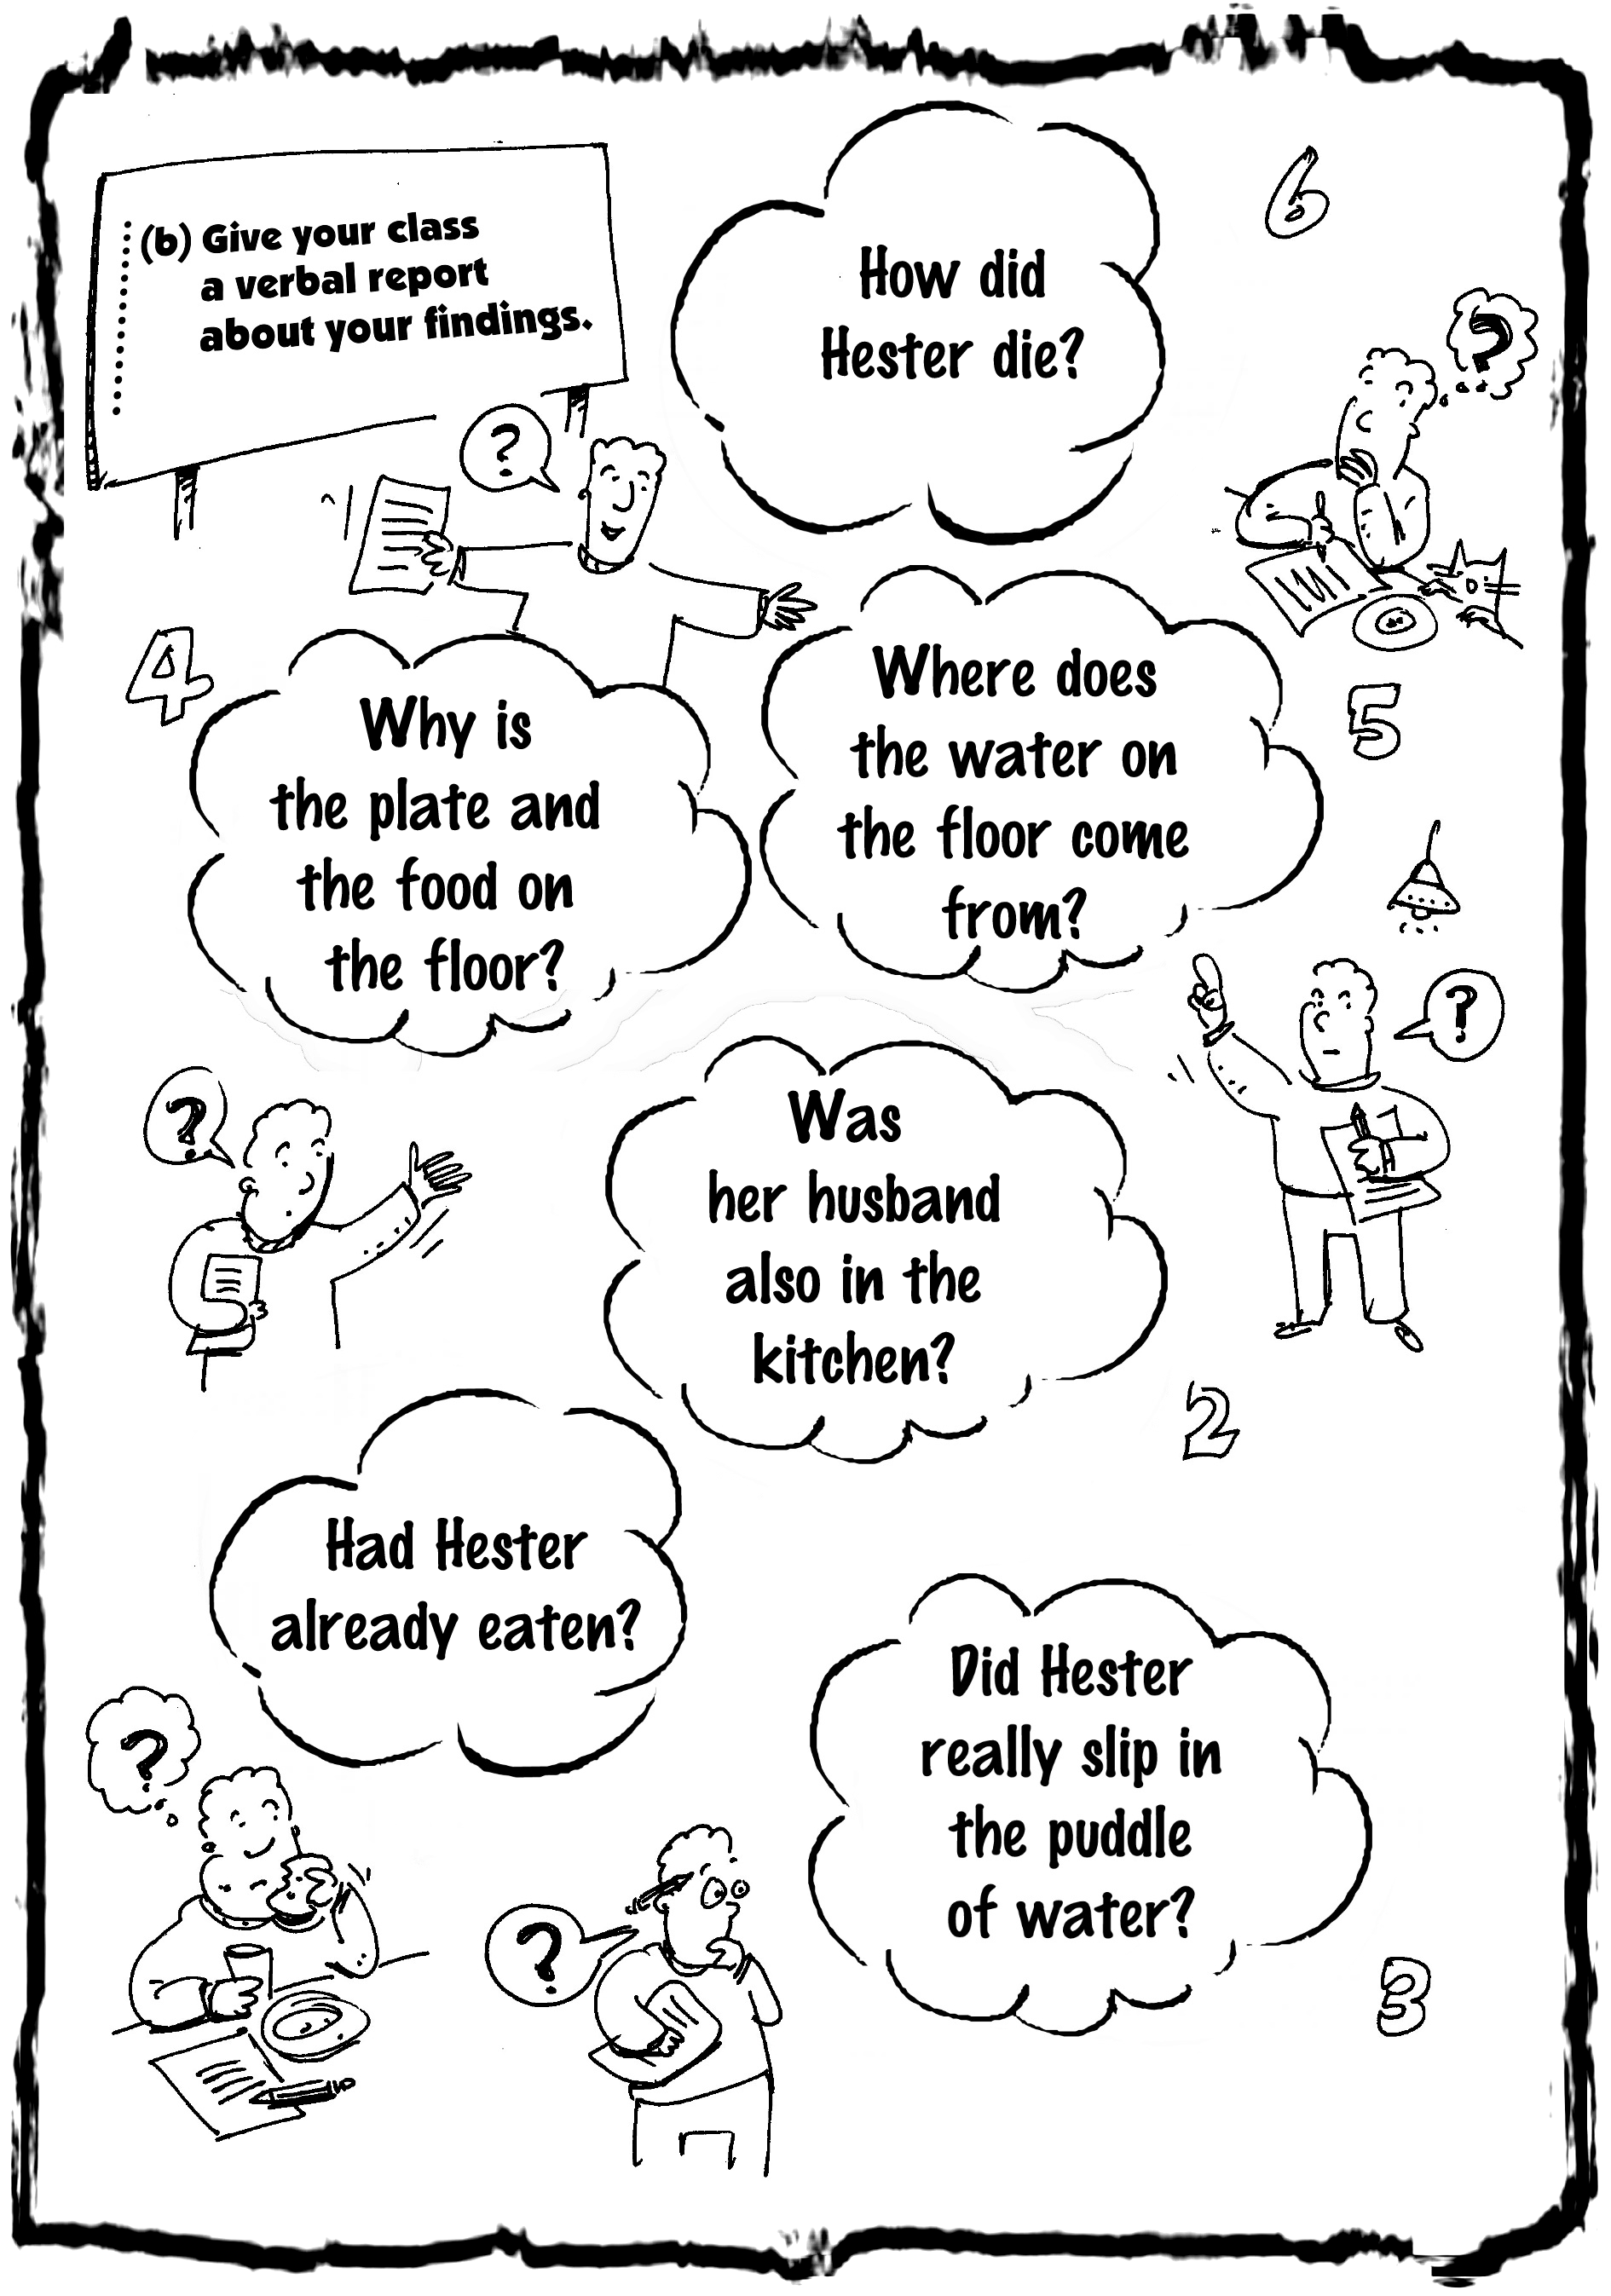 (b) Give your class
a verbal report
about your findings.
How did
Hester die?
6
?
?
4
Why is
the plate and
the food on
the floor?
Where does
the water on
the floor come
from?
5
?
?
Was
her husband
also in the
kitchen?
2
Had Hester
already eaten?
Did Hester
really slip in
the puddle
of water?
?
?
3